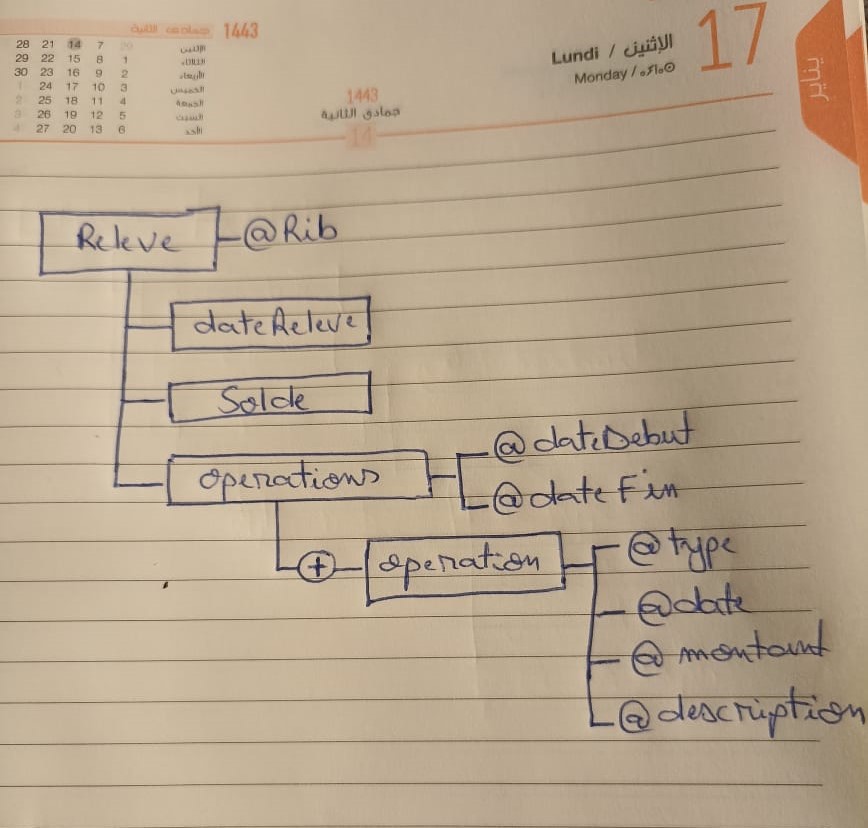 جمادى الثانية 1443
28 21 14 7 الإثنين
29 22 15 8 1 الثلاثاء
30 23 16 9 2 الأربعاء
1 24 17 10 3 الخميس
2 25 18 11 4 الجمعة
3 26 19 12 5 السبت
4 27 20 13 6 الأحد
1443
جمادى الثانية
14
Lundi / الإثنين
Monday / ⴰⵢⵏⴰⵙ
17
يناير
Releve @Rib
dateReleve
Solde
operations @dateDebut
@dateFin
+ operation @type
@date
@montant
@description